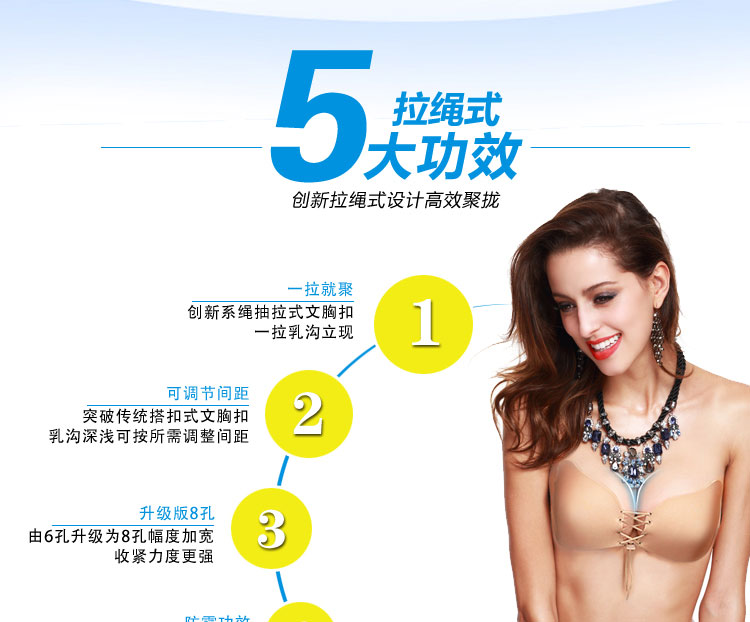 5
拉绳式
大功效
创新拉绳式设计高效聚拢
一拉就聚
创新系绳抽拉式文胸扣
一拉乳沟立现
1
可调节间距
突破传统搭扣式文胸扣
乳沟深浅可按所需调整间距
2
升级版8孔
由6孔升级为8孔幅度加宽
收紧力度更强
3